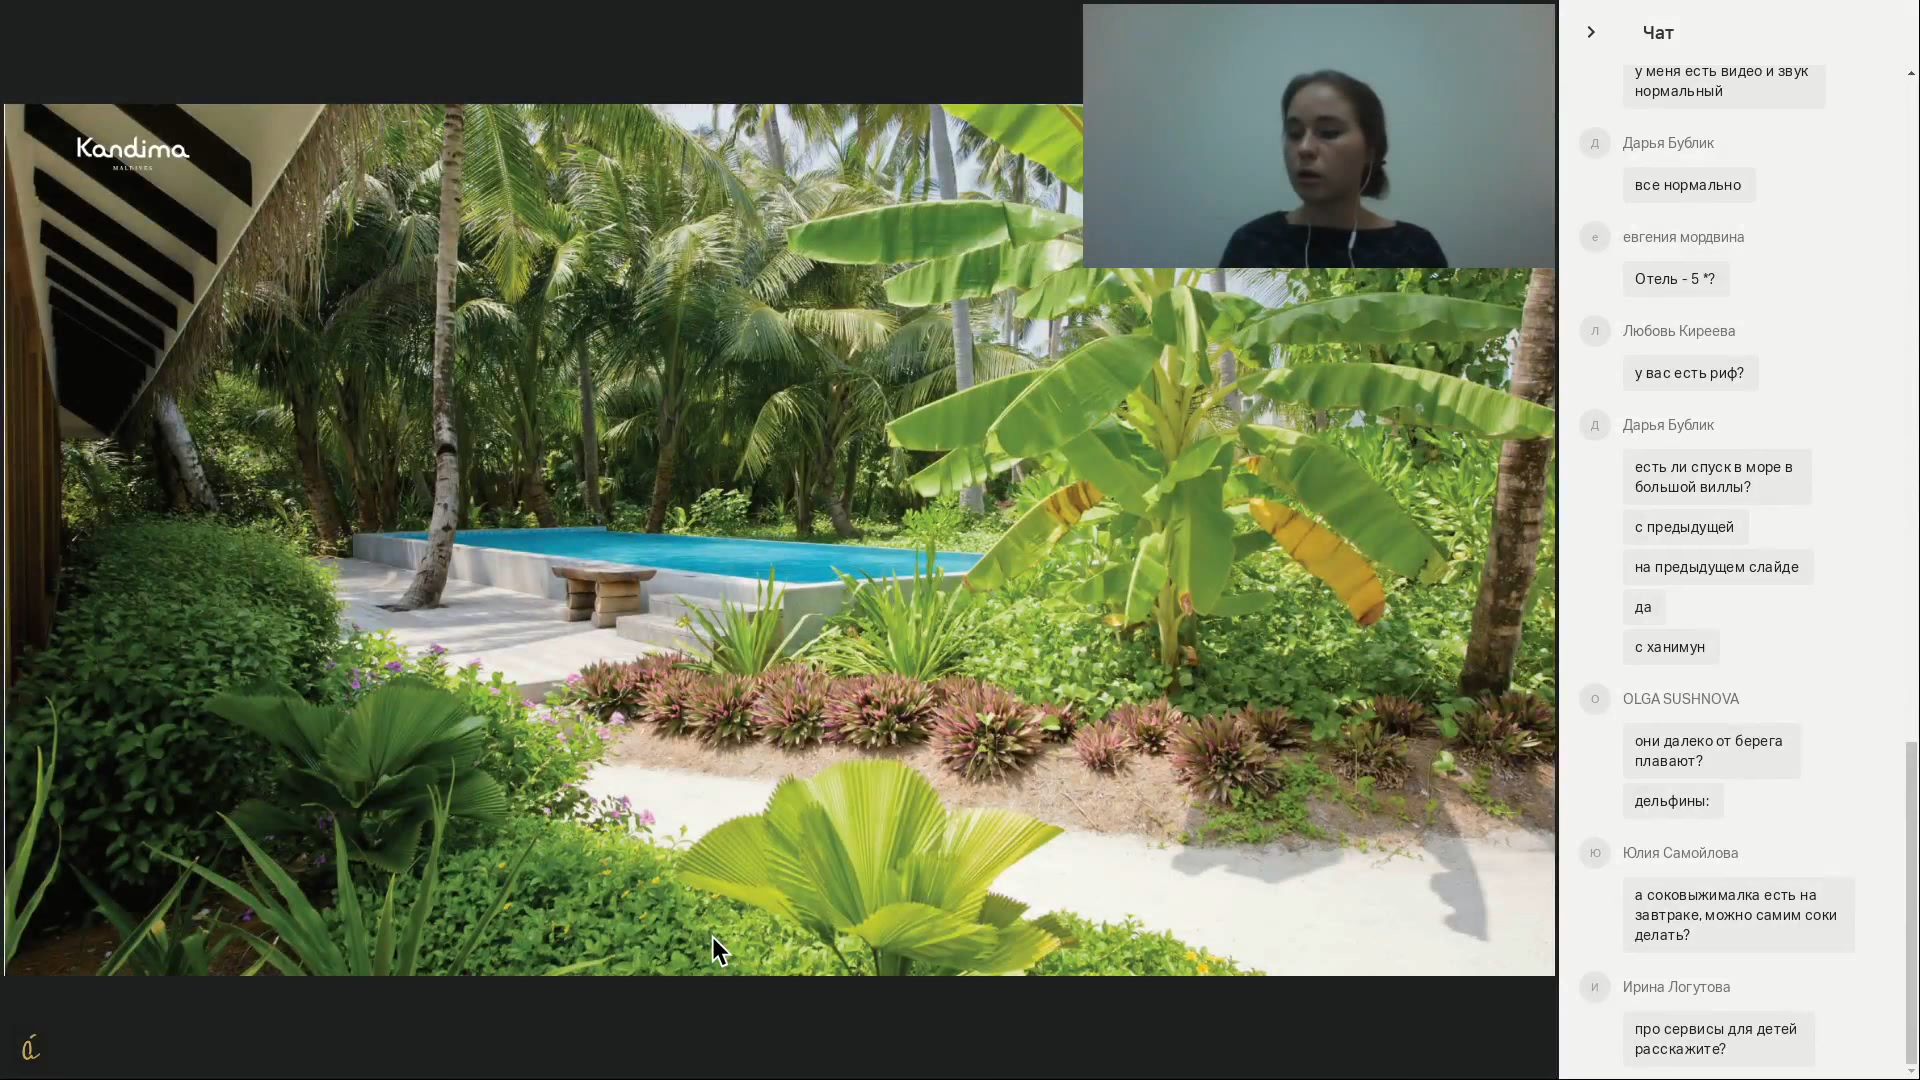 Kandima
MALDIVES
á
Чат
у меня есть видео и звук
нормальный
Д
Дарья Бублик
все нормально
е
евгения мордвина
Отель - 5 *?
Л
Любовь Киреева
у вас есть риф?
Д
Дарья Бублик
есть ли спуск в море в
большой виллы?
с предыдущей
на предыдущем слайде
да
с ханимун
O
OLGA SUSHNOVA
они далеко от берега
плавают?
дельфины:
Ю
Юлия Самойлова
а соковыжималка есть на
завтраке, можно самим соки
делать?
И
Ирина Логутова
про сервисы для детей
расскажите?